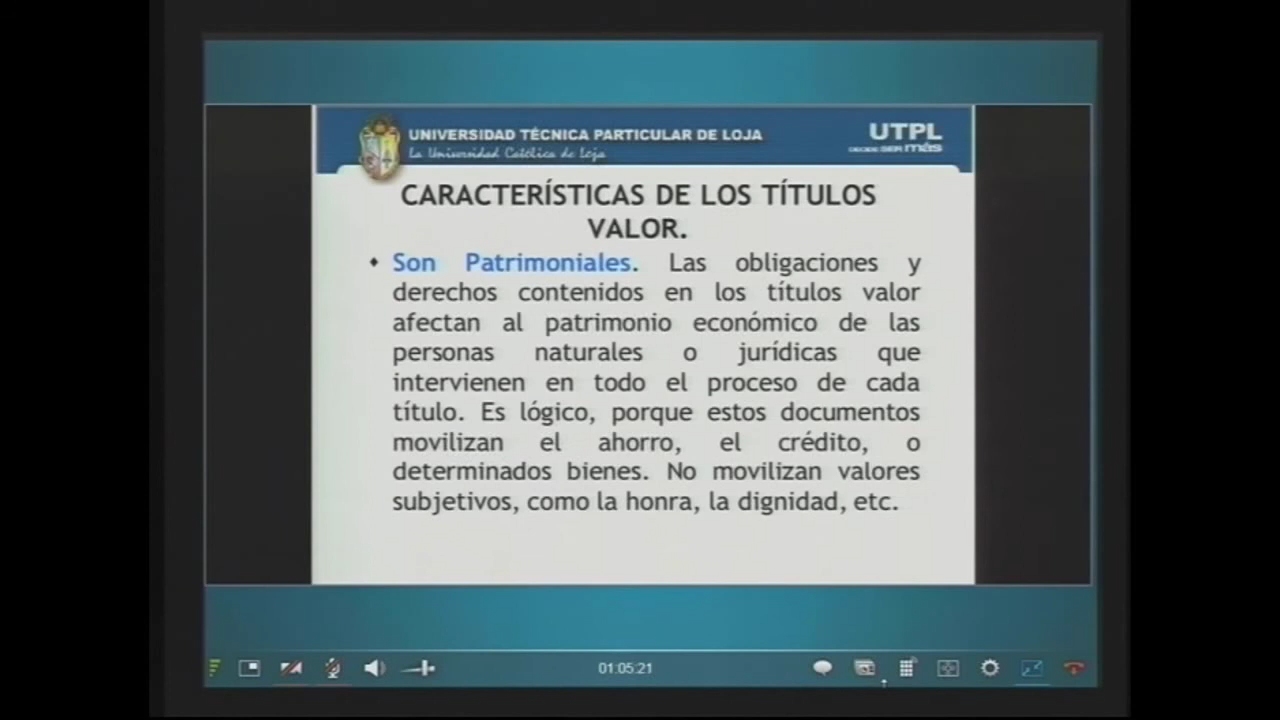 UNIVERSIDAD TÉCNICA PARTICULAR DE LOJA
La Universidad Católica de Loja
UTPL
DECIDE SER más
CARACTERÍSTICAS DE LOS TÍTULOS
VALOR.
• Son Patrimoniales. Las obligaciones y
derechos contenidos en los títulos valor
afectan al patrimonio económico de las
personas naturales o jurídicas que
intervienen en todo el proceso de cada
título. Es lógico, porque estos documentos
movilizan el ahorro, el crédito, o
determinados bienes. No movilizan valores
subjetivos, como la honra, la dignidad, etc.
01:05:21